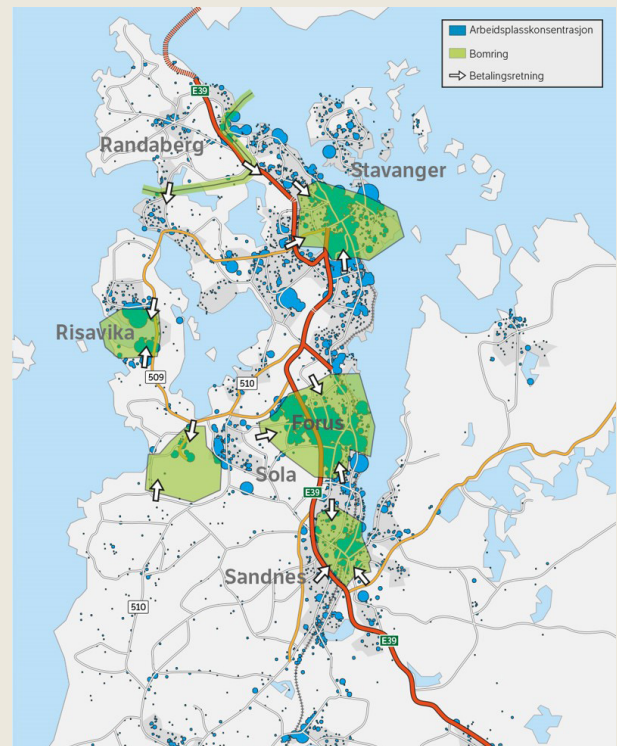 Arbeidsplasskonsentrasjon
Bomring
Betalingsretning
E39
Randaberg
Stavanger
Risavika
509
510
Forus
Sola
E39
Sandnes
510
E39